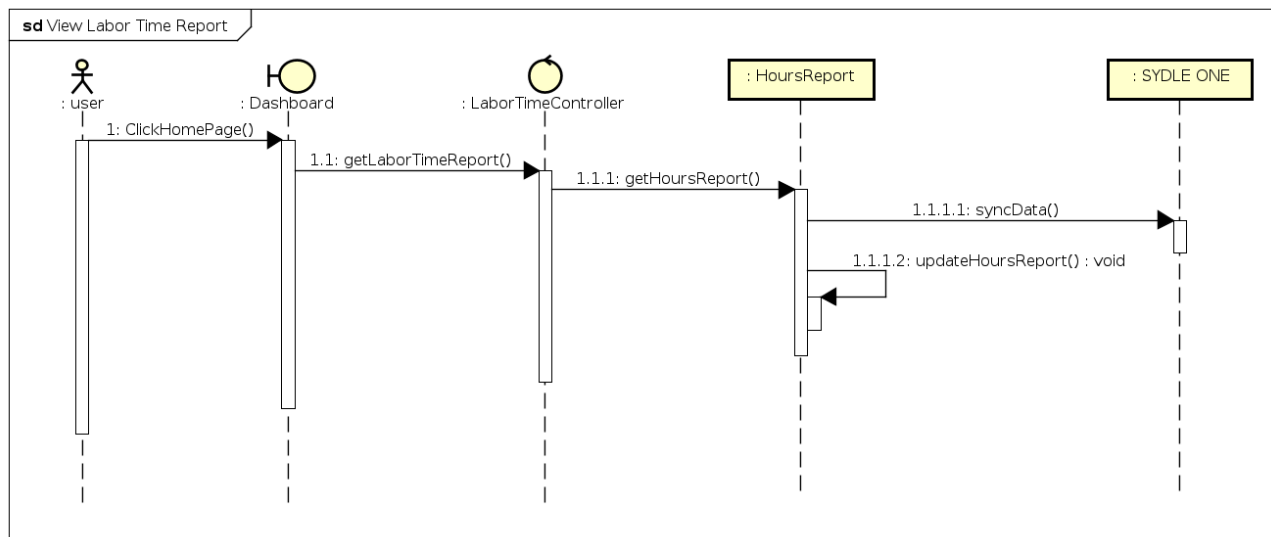 sd View Labor Time Report
: user
: Dashboard
: LaborTimeController
: HoursReport
: SYDLE ONE
1: ClickHomePage()
1.1: getLaborTimeReport()
1.1.1: getHoursReport()
1.1.1.1: syncData()
1.1.1.2: updateHoursReport() : void